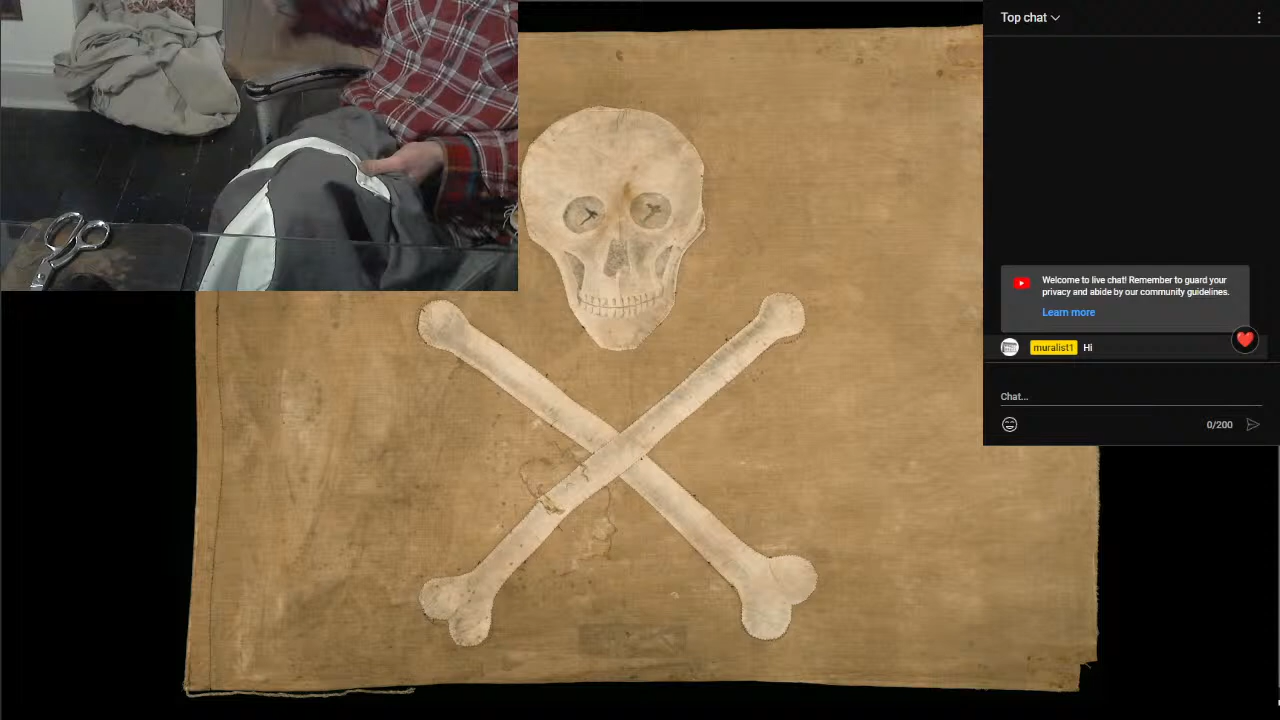 Top chat
Welcome to live chat! Remember to guard your
privacy and abide by our community guidelines.
Learn more
muralist1 Hi
Chat...
0/200